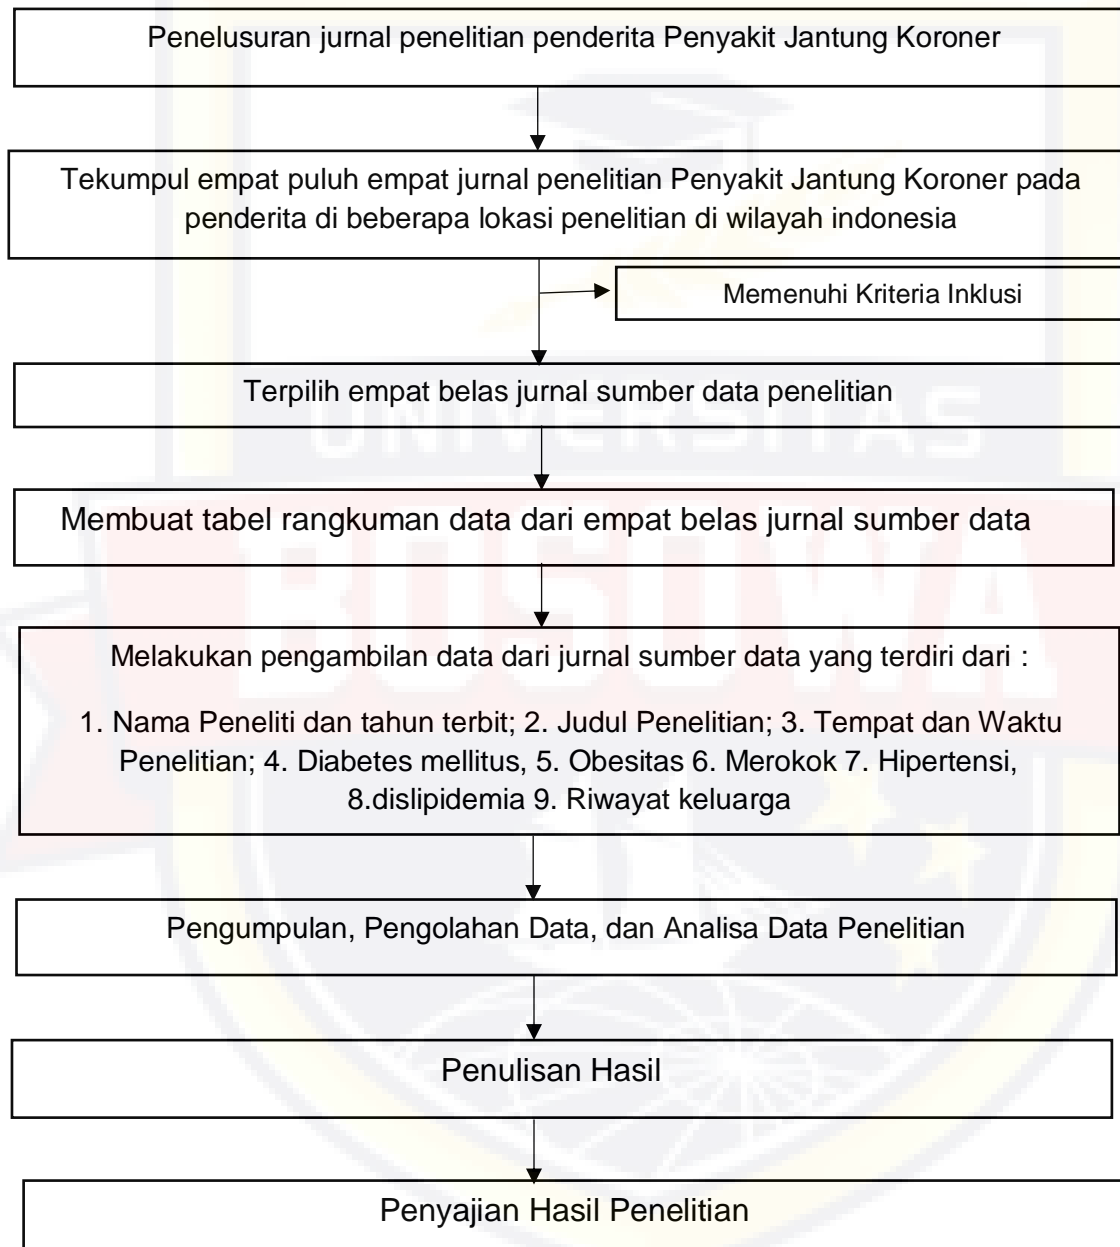 Penelusuran jurnal penelitian penderita Penyakit Jantung Koroner
Tekumpul empat puluh empat jurnal penelitian Penyakit Jantung Koroner pada
penderita di beberapa lokasi penelitian di wilayah indonesia
Memenuhi Kriteria Inklusi
Terpilih empat belas jurnal sumber data penelitian
UNIVERSITAS
Membuat tabel rangkuman data dari empat belas jurnal sumber data
BOSOWA
Melakukan pengambilan data dari jurnal sumber data yang terdiri dari :
1. Nama Peneliti dan tahun terbit; 2. Judul Penelitian; 3. Tempat dan Waktu
Penelitian; 4. Diabetes mellitus, 5. Obesitas 6. Merokok 7. Hipertensi,
8.dislipidemia 9. Riwayat keluarga
Pengumpulan, Pengolahan Data, dan Analisa Data Penelitian
Penulisan Hasil
Penyajian Hasil Penelitian